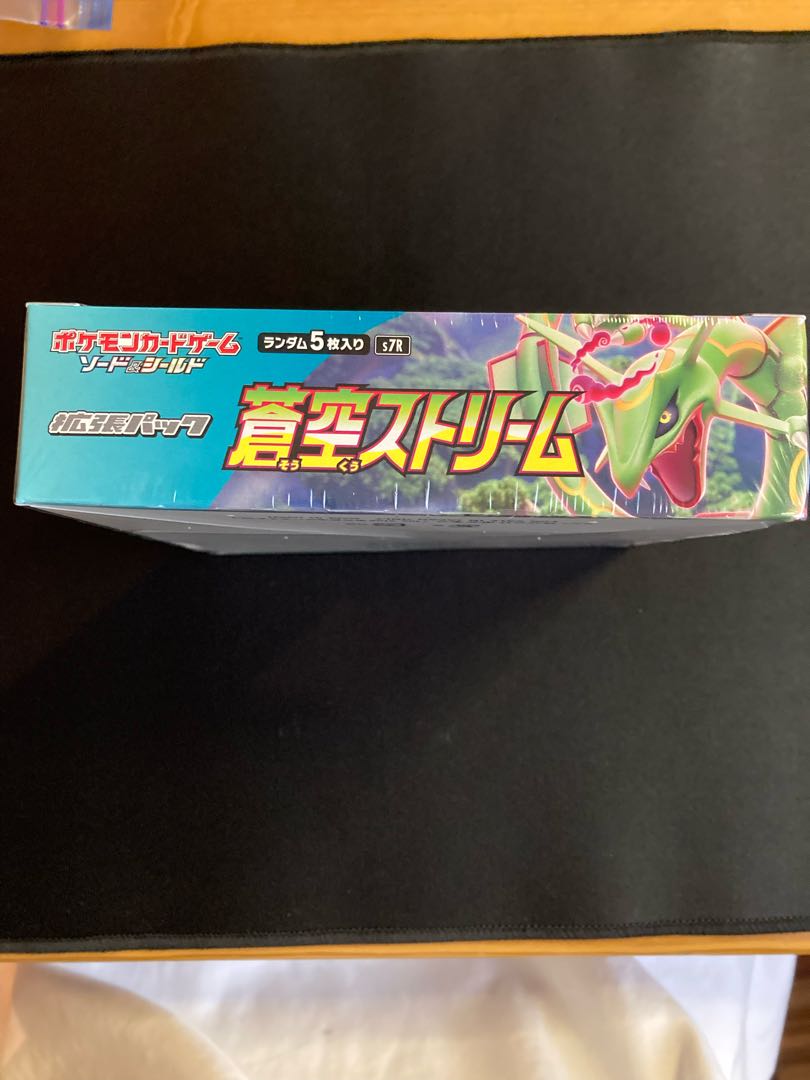 ポケモンカードゲーム
ソード&シールド
ランダム5枚入り s7R
拡張パック
蒼空ストリーム
そう くう